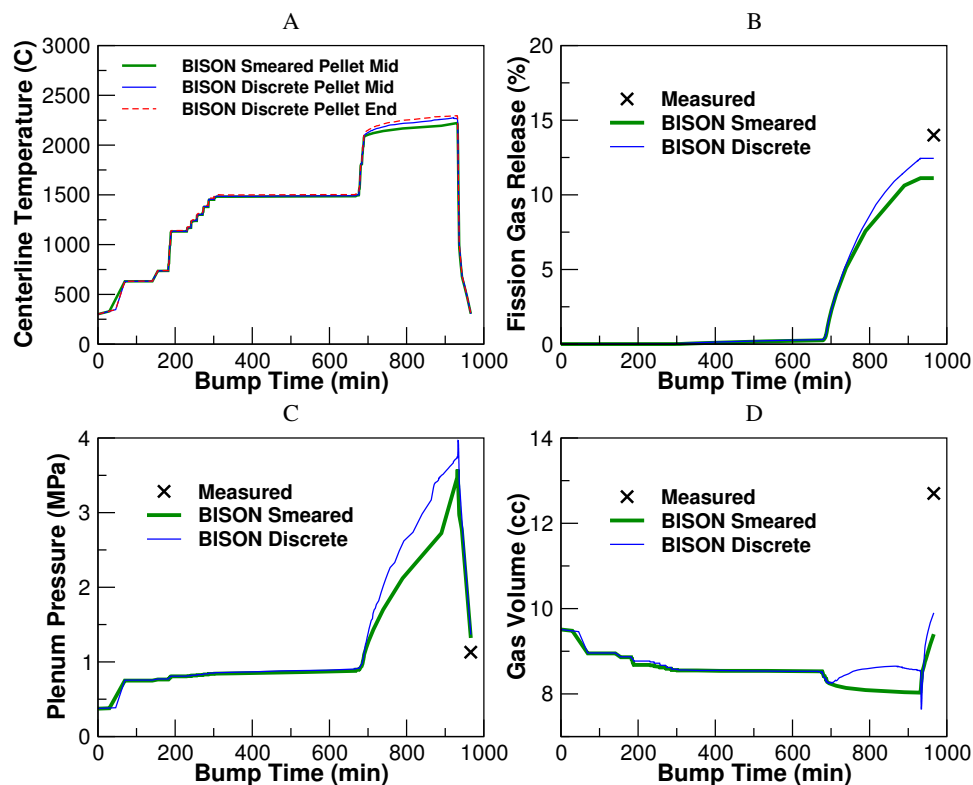 A
Centerline Temperature (C)
3000
2500
2000
1500
1000
500
0
BISON Smeared Pellet Mid
BISON Discrete Pellet Mid
BISON Discrete Pellet End
0 200 400 600 800 1000
Bump Time (min)
B
Fission Gas Release (%)
20
15
10
5
0
Measured
BISON Smeared
BISON Discrete
0 200 400 600 800 1000
Bump Time (min)
C
Plenum Pressure (MPa)
4
3
2
1
0
Measured
BISON Smeared
BISON Discrete
0 200 400 600 800 1000
Bump Time (min)
D
Gas Volume (cc)
14
12
10
8
Measured
BISON Smeared
BISON Discrete
0 200 400 600 800 1000
Bump Time (min)